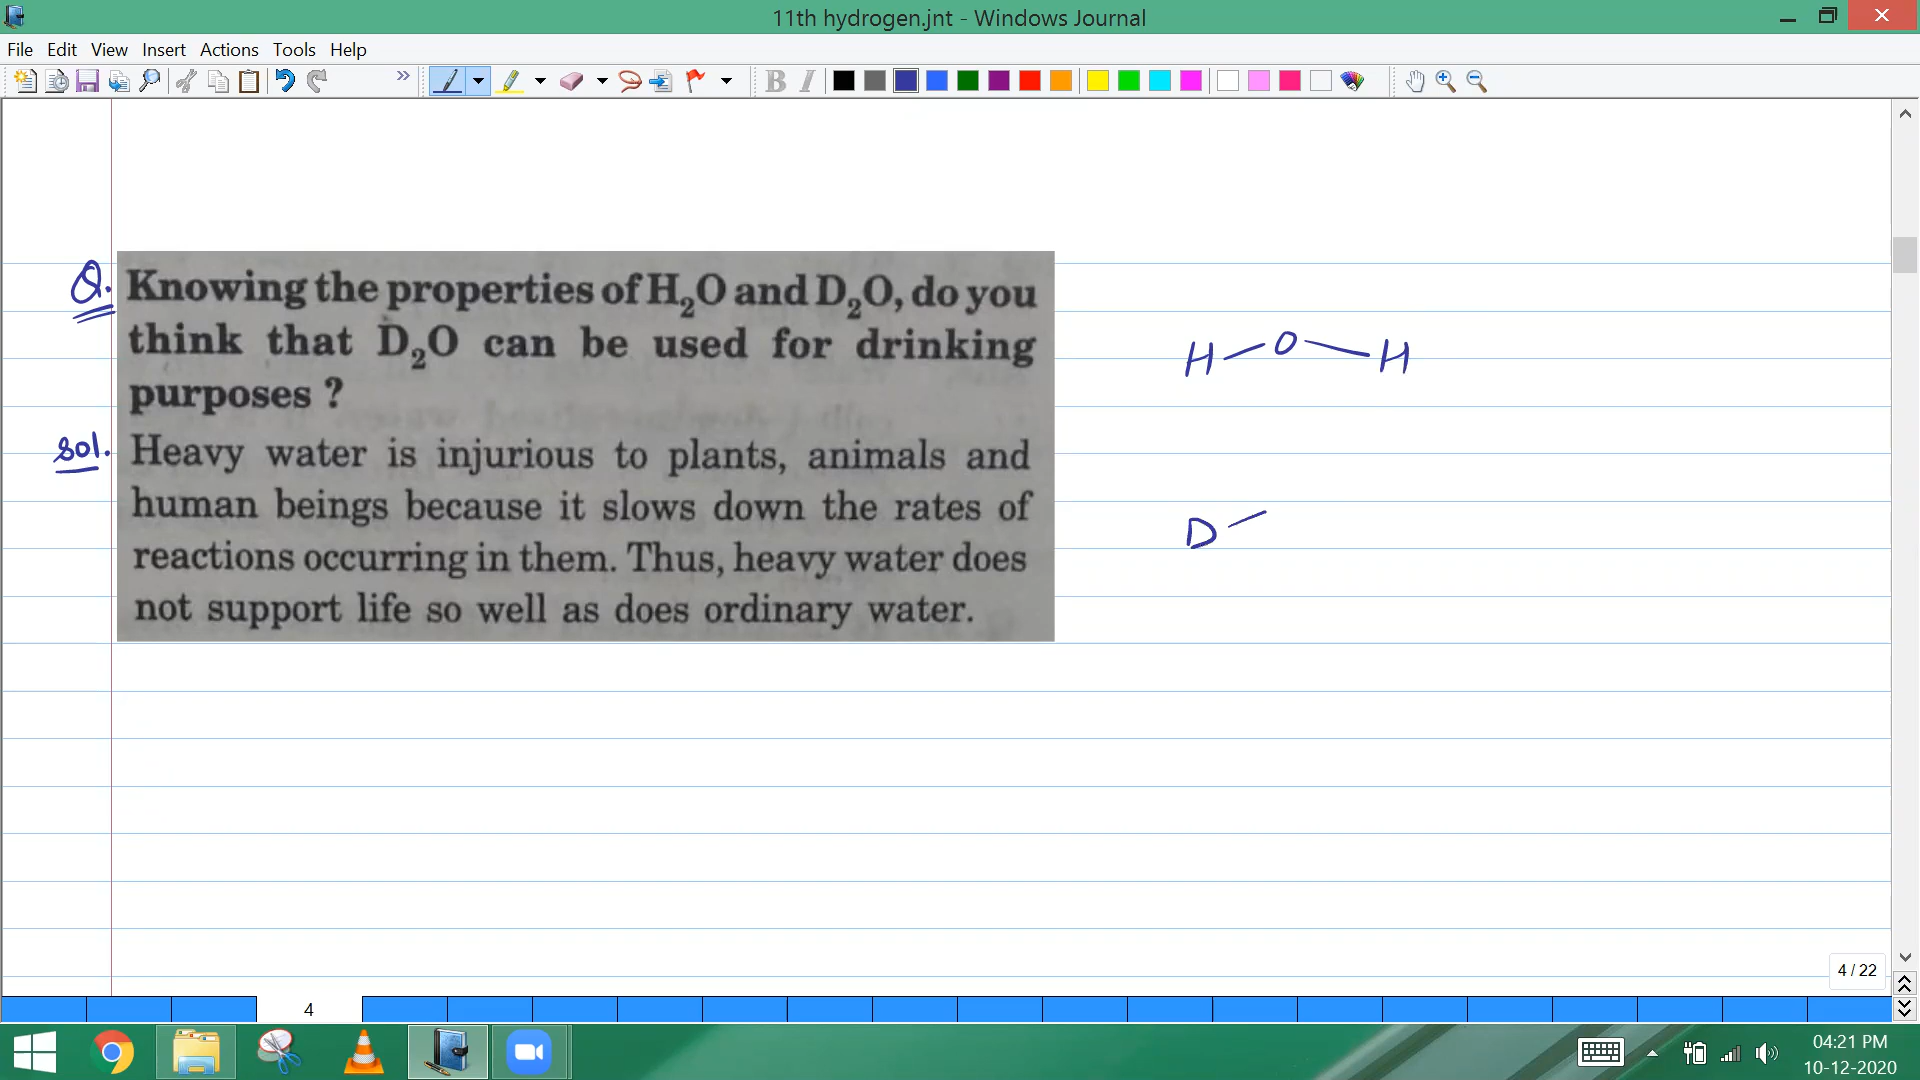 11th hydrogen.jnt - Windows Journal
File Edit View Insert Actions Tools Help
B I
Q. Knowing the properties of H₂O and D₂O, do you
think that D₂O can be used for drinking
purposes ?
Sol. Heavy water is injurious to plants, animals and
human beings because it slows down the rates of
reactions occurring in them. Thus, heavy water does
not support life so well as does ordinary water.
H — O — H
D —
4 / 22
4
04:21 PM
10-12-2020